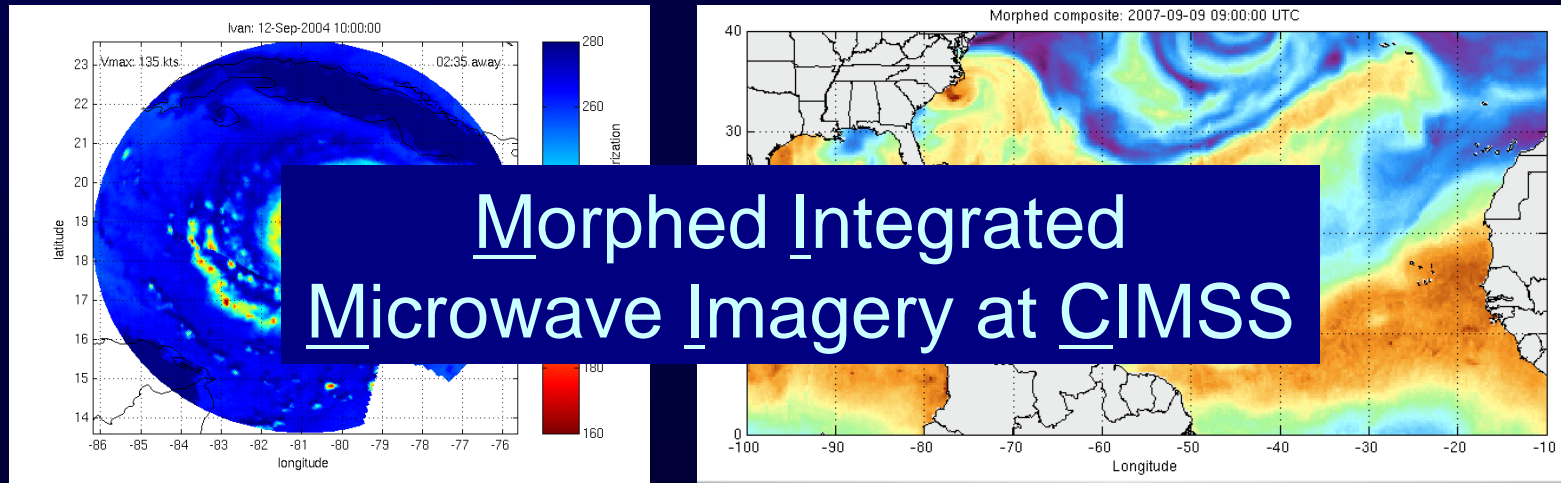 Ivan: 12-Sep-2004 10:00:00
Vmax: 135 kts
02:35 away
23
22
21
20
19
18
17
16
15
14
latitude
-86 -85 -84 -83 -82 -81 -80 -79 -78 -77 -76
longitude
280
260
180
160
Morphed composite: 2007-09-09 09:00:00 UTC
40
30
0
-100 -90 -80 -70 -60 -50 -40 -30 -20 -10
Longitude
Morphed Integrated
Microwave Imagery at CIMSS